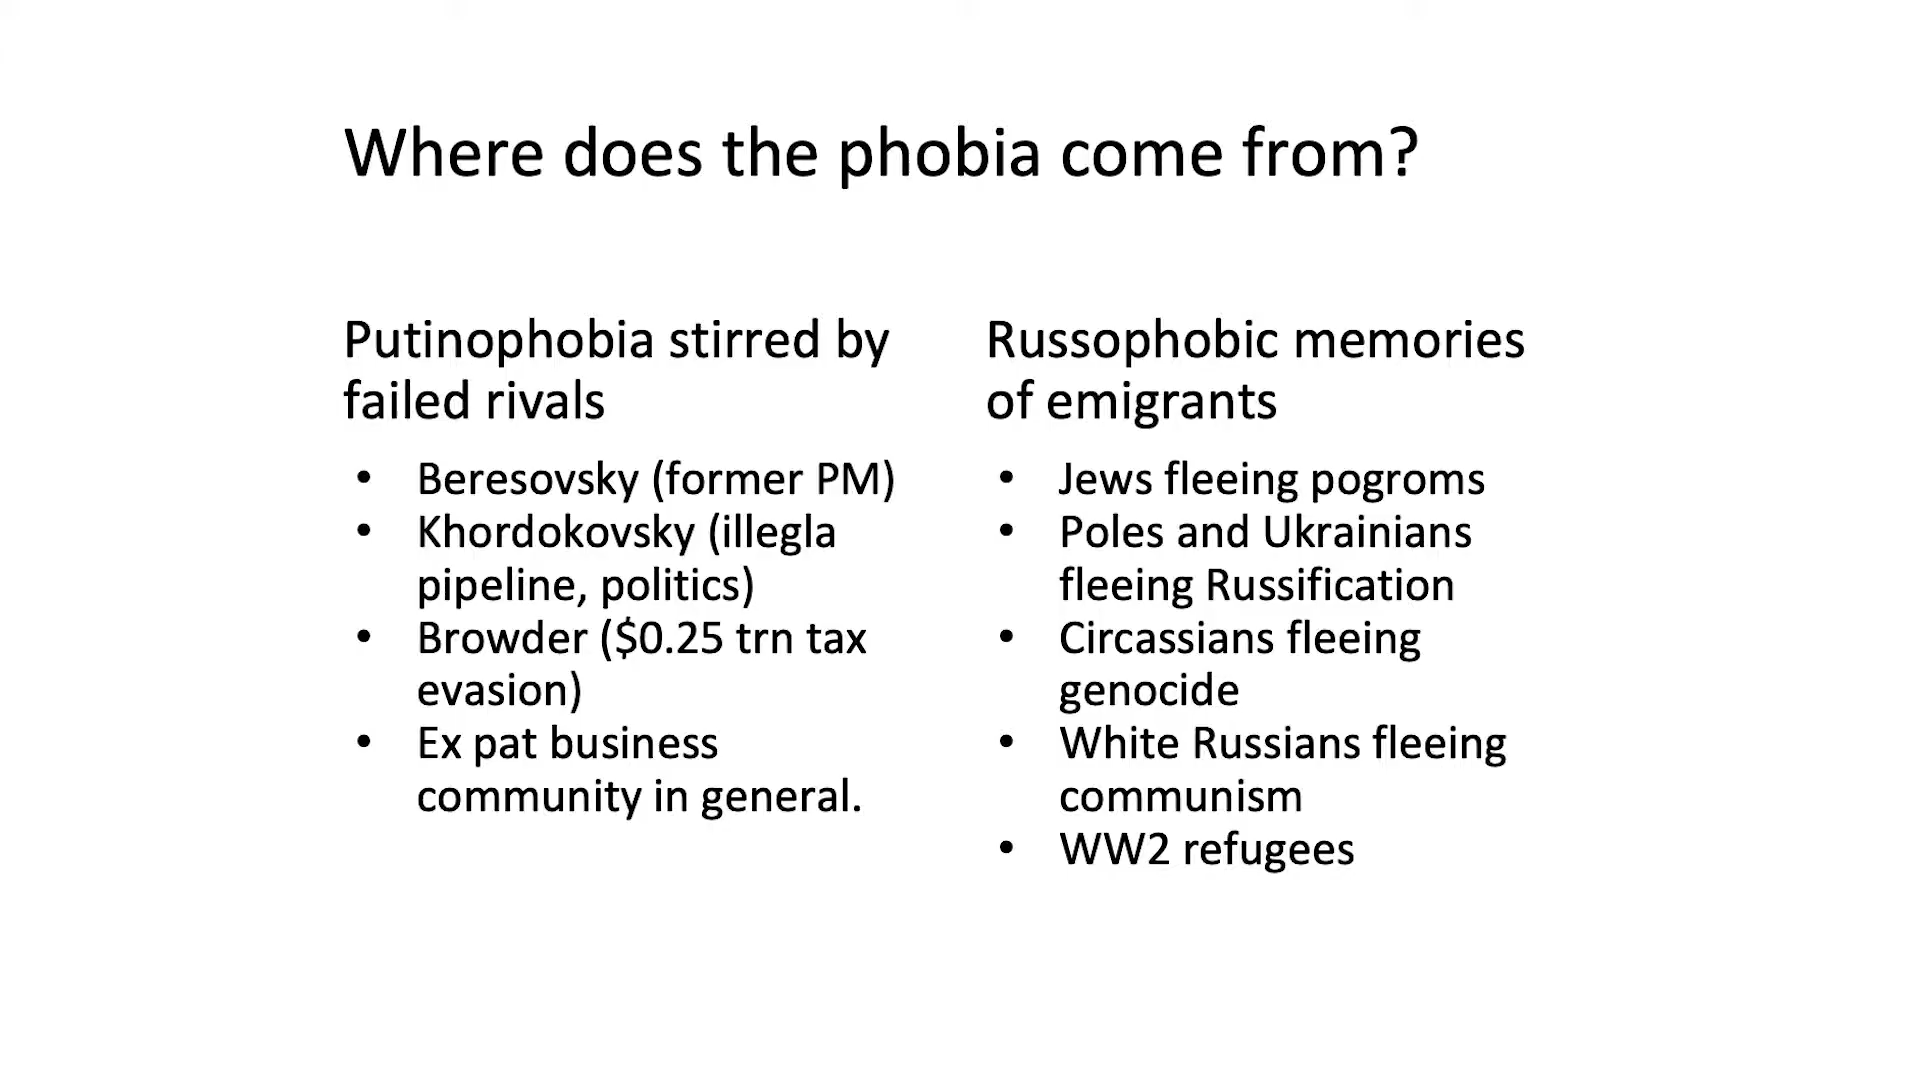 Where does the phobia come from?
Putinophobia stirred by
failed rivals
• Beresovsky (former PM)
• Khordokovsky (illegla
pipeline, politics)
• Browder ($0.25 trn tax
evasion)
• Ex pat business
community in general.
Russophobic memories
of emigrants
• Jews fleeing pogroms
• Poles and Ukrainians
fleeing Russification
• Circassians fleeing
genocide
• White Russians fleeing
communism
• WW2 refugees